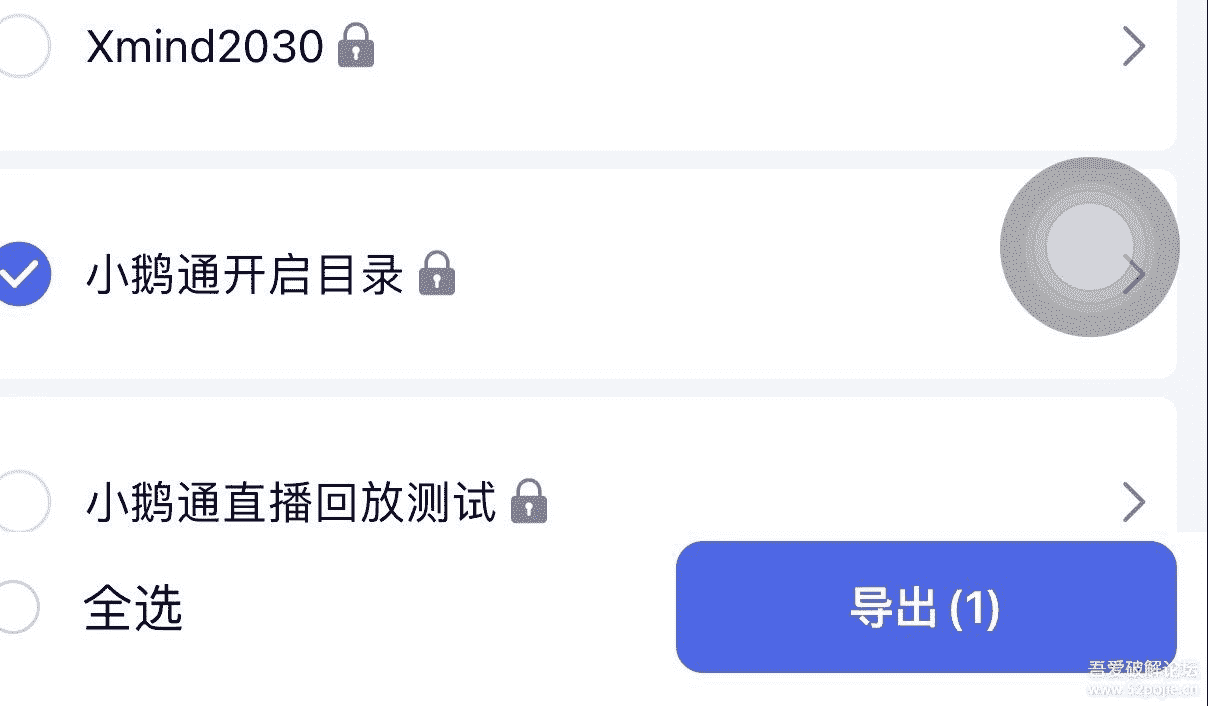 Xmind2030
小鹅通开启目录
小鹅通直播回放测试
全选
导出 (1)
吾爱破解论坛
www.52pojie.cn